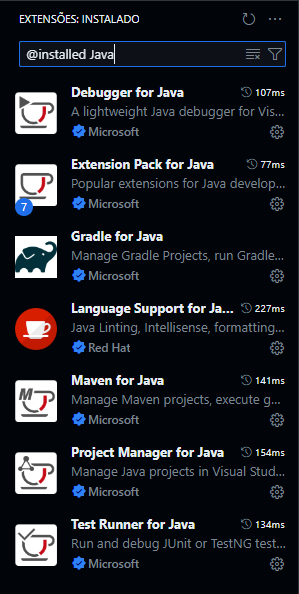 EXTENSÕES: INSTALADO
@installed Java
Debugger for Java 107ms
A lightweight Java debugger for Vis...
Microsoft
Extension Pack for Java 77ms
Popular extensions for Java develop...
7 Microsoft
Gradle for Java
Manage Gradle Projects, run Gradle...
Microsoft
Language Support for Ja... 227ms
Java Linting, Intellisense, formatting...
Red Hat
M Maven for Java 141ms
Manage Maven projects, execute g...
Microsoft
Project Manager for Java 154ms
Manage Java projects in Visual Stud...
Microsoft
Test Runner for Java 134ms
Run and debug JUnit or TestNG test...
Microsoft